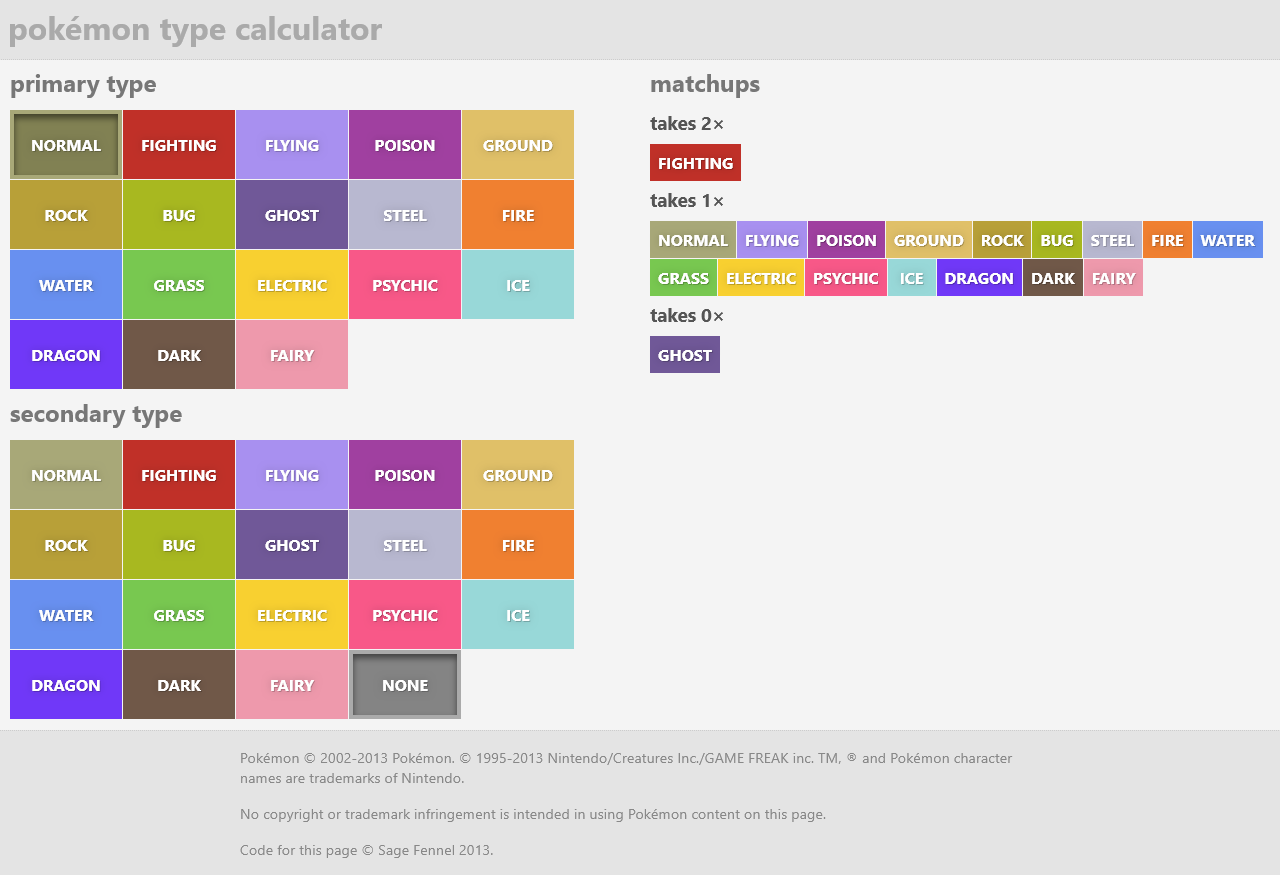 pokémon type calculator
primary type
NORMAL FIGHTING FLYING POISON GROUND
ROCK BUG GHOST STEEL FIRE
WATER GRASS ELECTRIC PSYCHIC ICE
DRAGON DARK FAIRY
secondary type
NORMAL FIGHTING FLYING POISON GROUND
ROCK BUG GHOST STEEL FIRE
WATER GRASS ELECTRIC PSYCHIC ICE
DRAGON DARK FAIRY NONE
matchups
takes 2×
FIGHTING
takes 1×
NORMAL FLYING POISON GROUND ROCK BUG STEEL FIRE WATER
GRASS ELECTRIC PSYCHIC ICE DRAGON DARK FAIRY
takes 0×
GHOST
Pokémon © 2002-2013 Pokémon. © 1995-2013 Nintendo/Creatures Inc./GAME FREAK inc. TM, ® and Pokémon character
names are trademarks of Nintendo.
No copyright or trademark infringement is intended in using Pokémon content on this page.
Code for this page © Sage Fennel 2013.